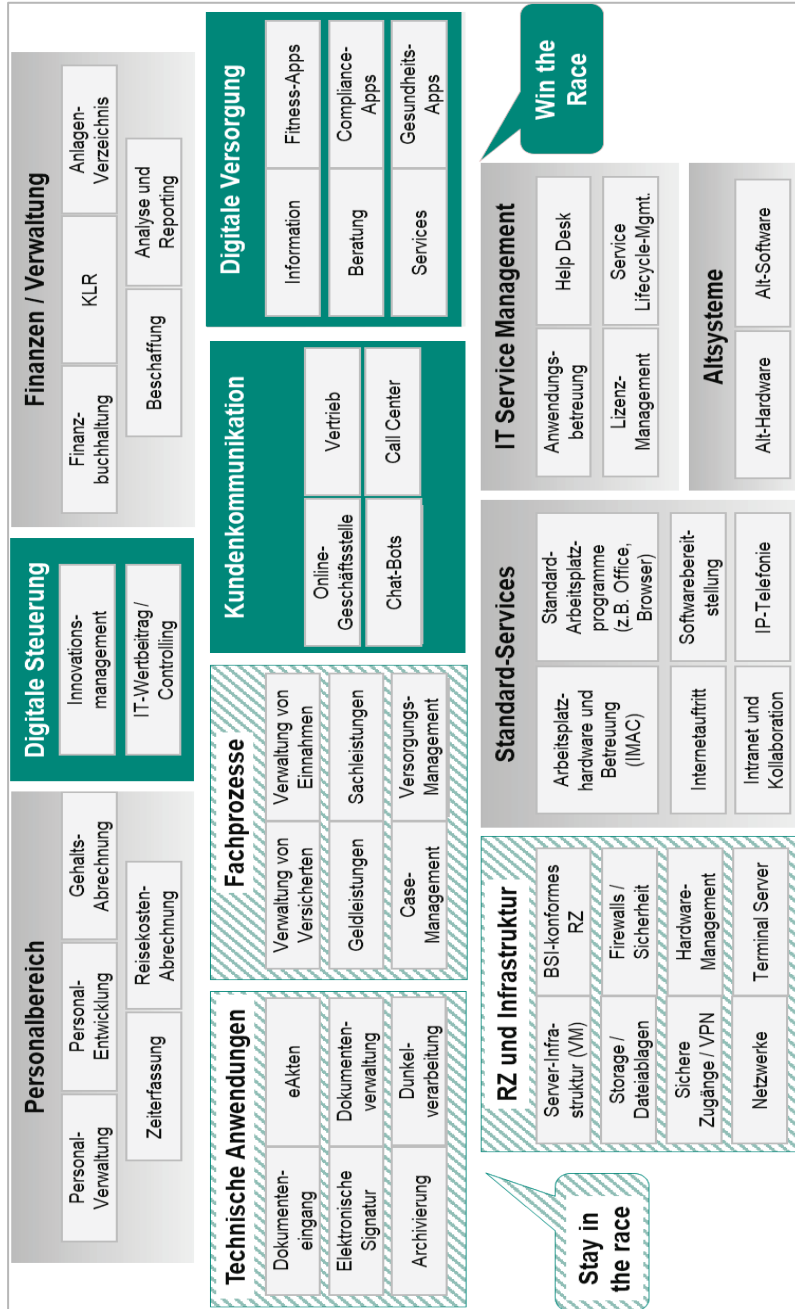 Personalbereich
Personal-
Verwaltung
Personal-
Entwicklung
Gehalts-
Abrechnung
Zeiterfassung
Reisekosten-
Abrechnung
Digitale Steuerung
Innovations-
management
IT-Wertbeitrag/
Controlling
Finanzen / Verwaltung
Finanz-
buchhaltung
KLR
Anlagen-
Verzeichnis
Beschaffung
Analyse und
Reporting
Technische Anwendungen
Dokumenten-
eingang
eAkten
Elektronische
Signatur
Dokumenten-
verwaltung
Archivierung
Dunkel-
verarbeitung
Fachprozesse
Verwaltung von
Versicherten
Verwaltung von
Einnahmen
Geldleistungen
Sachleistungen
Case-
Management
Versorgungs-
Management
Kundenkommunikation
Online-
Geschäftsstelle
Vertrieb
Chat-Bots
Call Center
Digitale Versorgung
Information
Fitness-Apps
Beratung
Compliance-
Apps
Services
Gesundheits-
Apps
Stay in
the race
RZ und Infrastruktur
Server-Infra-
struktur (VM)
BSI-konformes
RZ
Storage /
Dateiablagen
Firewalls /
Sicherheit
Sichere
Zugänge / VPN
Hardware-
Management
Netzwerke
Terminal Server
Standard-Services
Arbeitsplatz-
hardware und
Betreuung
(IMAC)
Standard-
Arbeitsplatz-
programme
(z.B. Office,
Browser)
Internetauftritt
Softwarebereit-
stellung
Intranet und
Kollaboration
IP-Telefonie
IT Service Management
Anwendungs-
betreuung
Help Desk
Lizenz-
Management
Service
Lifecycle-Mgmt.
Altsysteme
Alt-Hardware
Alt-Software
Win the
Race